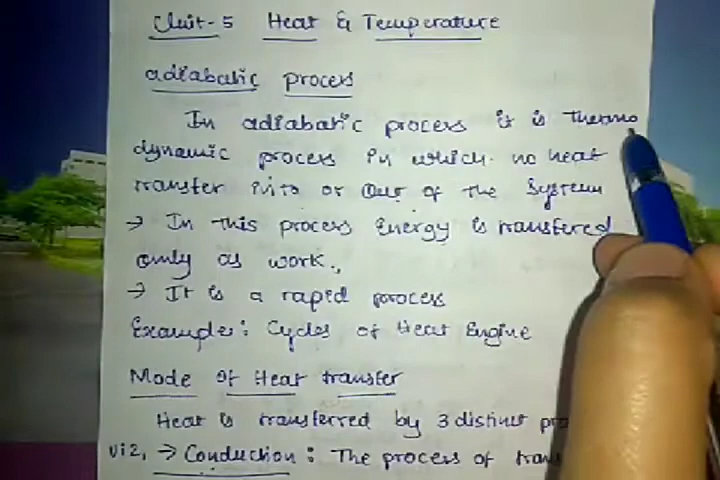 Unit-5 Heat & Temperature
adiabatic process
In adiabatic process it is Thermo
dynamic process in which no heat
transfer into or Out of the System
→ In this process Energy is transfered
only as work.,
→ It is a rapid process
Example: Cycles of Heat Engine
Mode of Heat transfer
Heat is transferred by 3 distinct
viz, → Conduction: The process of